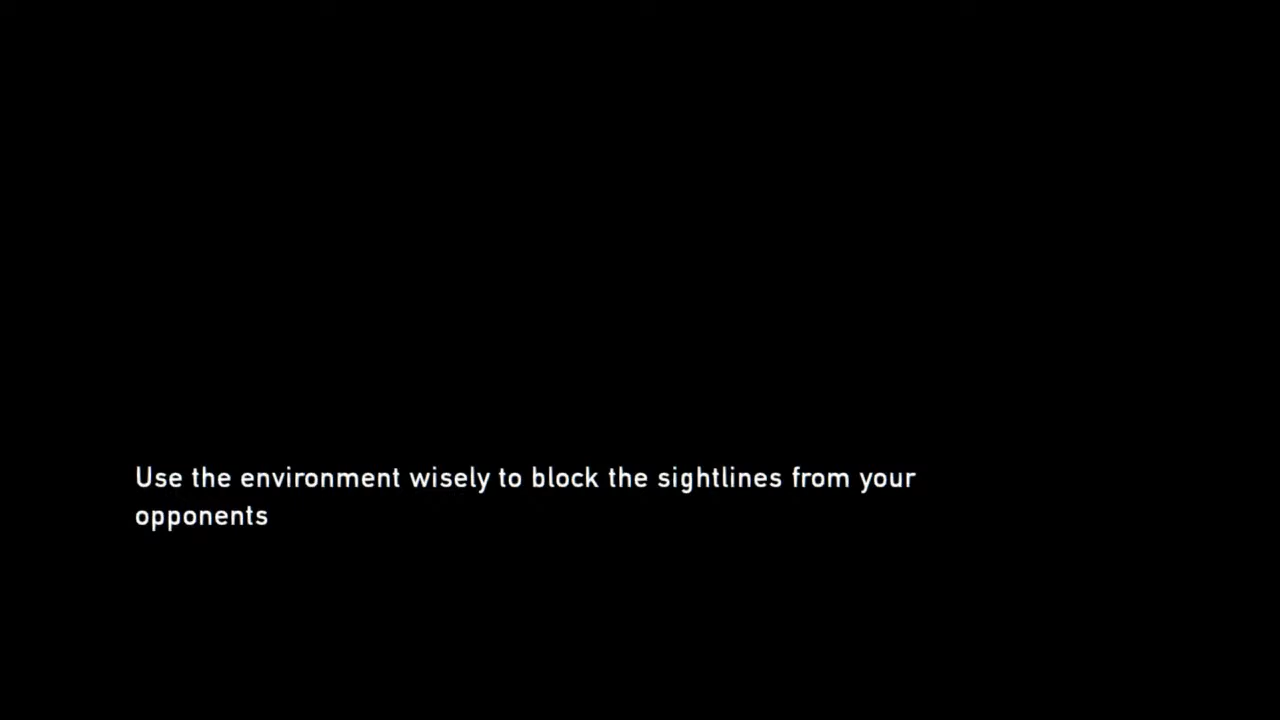 Use the environment wisely to block the sightlines from your
opponents